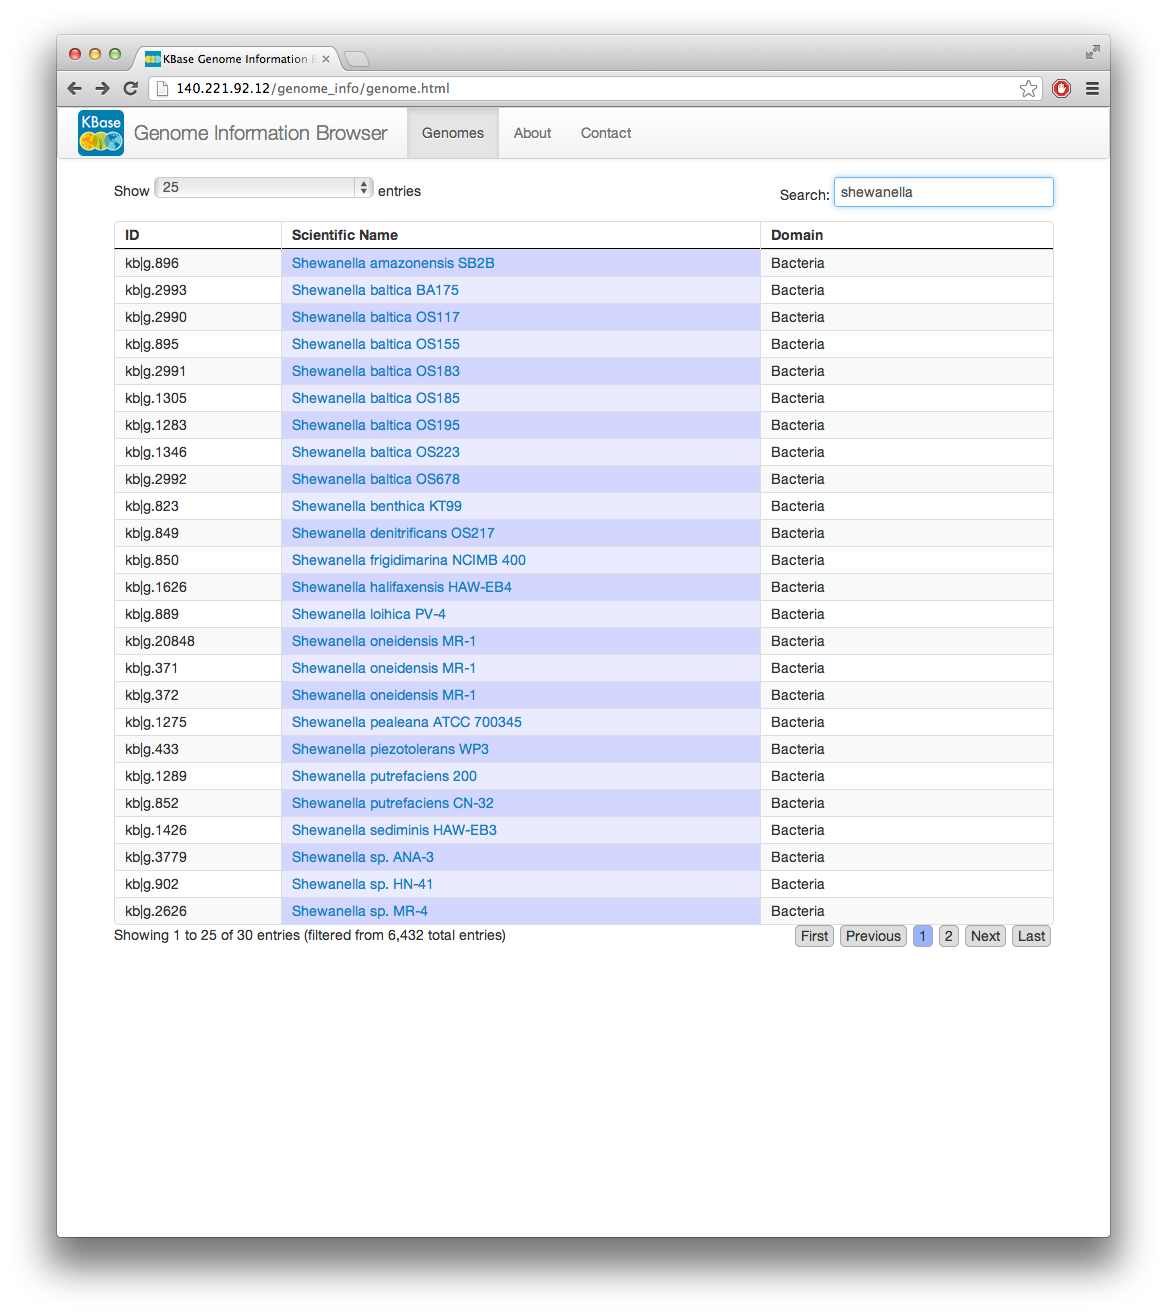 KBase Genome Information
140.221.92.12/genome_info/genome.html
KBase
Genome Information Browser Genomes About Contact
Show 25 entries Search: shewanella
ID Scientific Name Domain
kb|g.896 Shewanella amazonensis SB2B Bacteria
kb|g.2993 Shewanella baltica BA175 Bacteria
kb|g.2990 Shewanella baltica OS117 Bacteria
kb|g.895 Shewanella baltica OS155 Bacteria
kb|g.2991 Shewanella baltica OS183 Bacteria
kb|g.1305 Shewanella baltica OS185 Bacteria
kb|g.1283 Shewanella baltica OS195 Bacteria
kb|g.1346 Shewanella baltica OS223 Bacteria
kb|g.2992 Shewanella baltica OS678 Bacteria
kb|g.823 Shewanella benthica KT99 Bacteria
kb|g.849 Shewanella denitrificans OS217 Bacteria
kb|g.850 Shewanella frigidimarina NCIMB 400 Bacteria
kb|g.1626 Shewanella halifaxensis HAW-EB4 Bacteria
kb|g.889 Shewanella loihica PV-4 Bacteria
kb|g.20848 Shewanella oneidensis MR-1 Bacteria
kb|g.371 Shewanella oneidensis MR-1 Bacteria
kb|g.372 Shewanella oneidensis MR-1 Bacteria
kb|g.1275 Shewanella pealeana ATCC 700345 Bacteria
kb|g.433 Shewanella piezotolerans WP3 Bacteria
kb|g.1289 Shewanella putrefaciens 200 Bacteria
kb|g.852 Shewanella putrefaciens CN-32 Bacteria
kb|g.1426 Shewanella sediminis HAW-EB3 Bacteria
kb|g.3779 Shewanella sp. ANA-3 Bacteria
kb|g.902 Shewanella sp. HN-41 Bacteria
kb|g.2626 Shewanella sp. MR-4 Bacteria
Showing 1 to 25 of 30 entries (filtered from 6,432 total entries) First Previous 1 2 Next Last